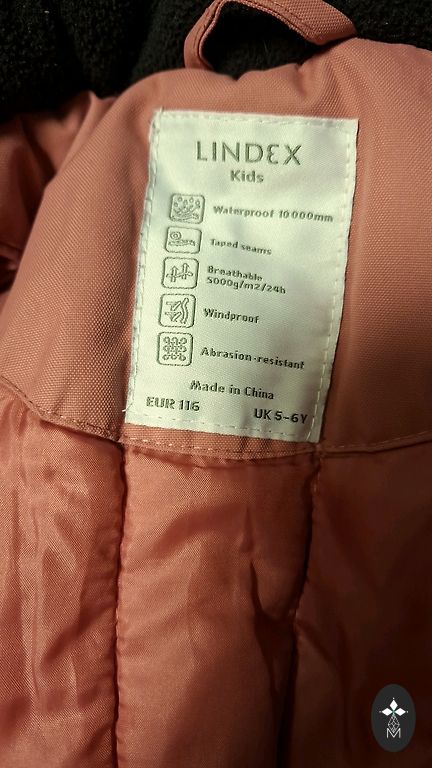 LINDEX
Kids
Waterproof 10 000mm
Taped seams
Breathable
5000g/m2/24h
Windproof
Abrasion-resistant
Made in China
EUR 116 UK 5-6Y
M